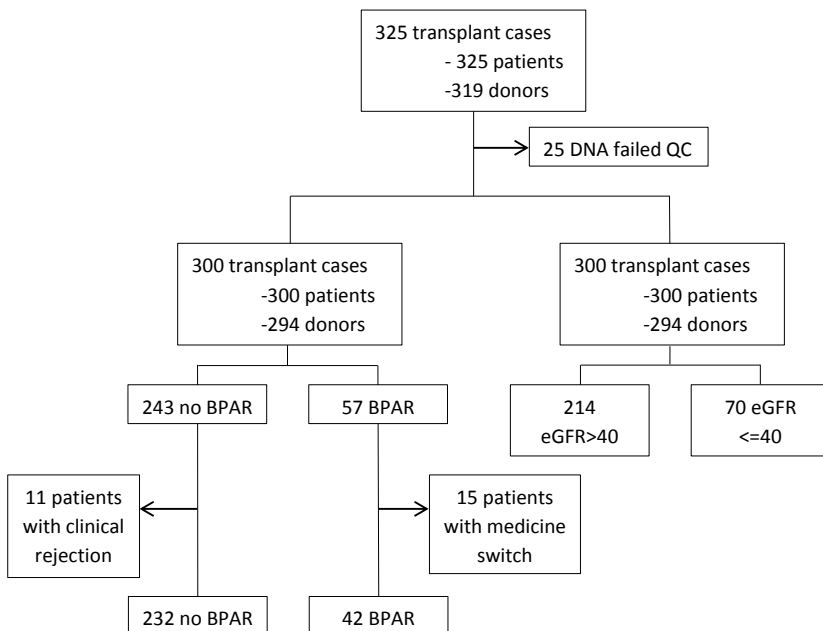 325 transplant cases
- 325 patients
-319 donors
25 DNA failed QC
300 transplant cases
-300 patients
-294 donors
300 transplant cases
-300 patients
-294 donors
243 no BPAR
57 BPAR
214
eGFR>40
70 eGFR
<=40
11 patients
with clinical
rejection
15 patients
with medicine
switch
232 no BPAR
42 BPAR